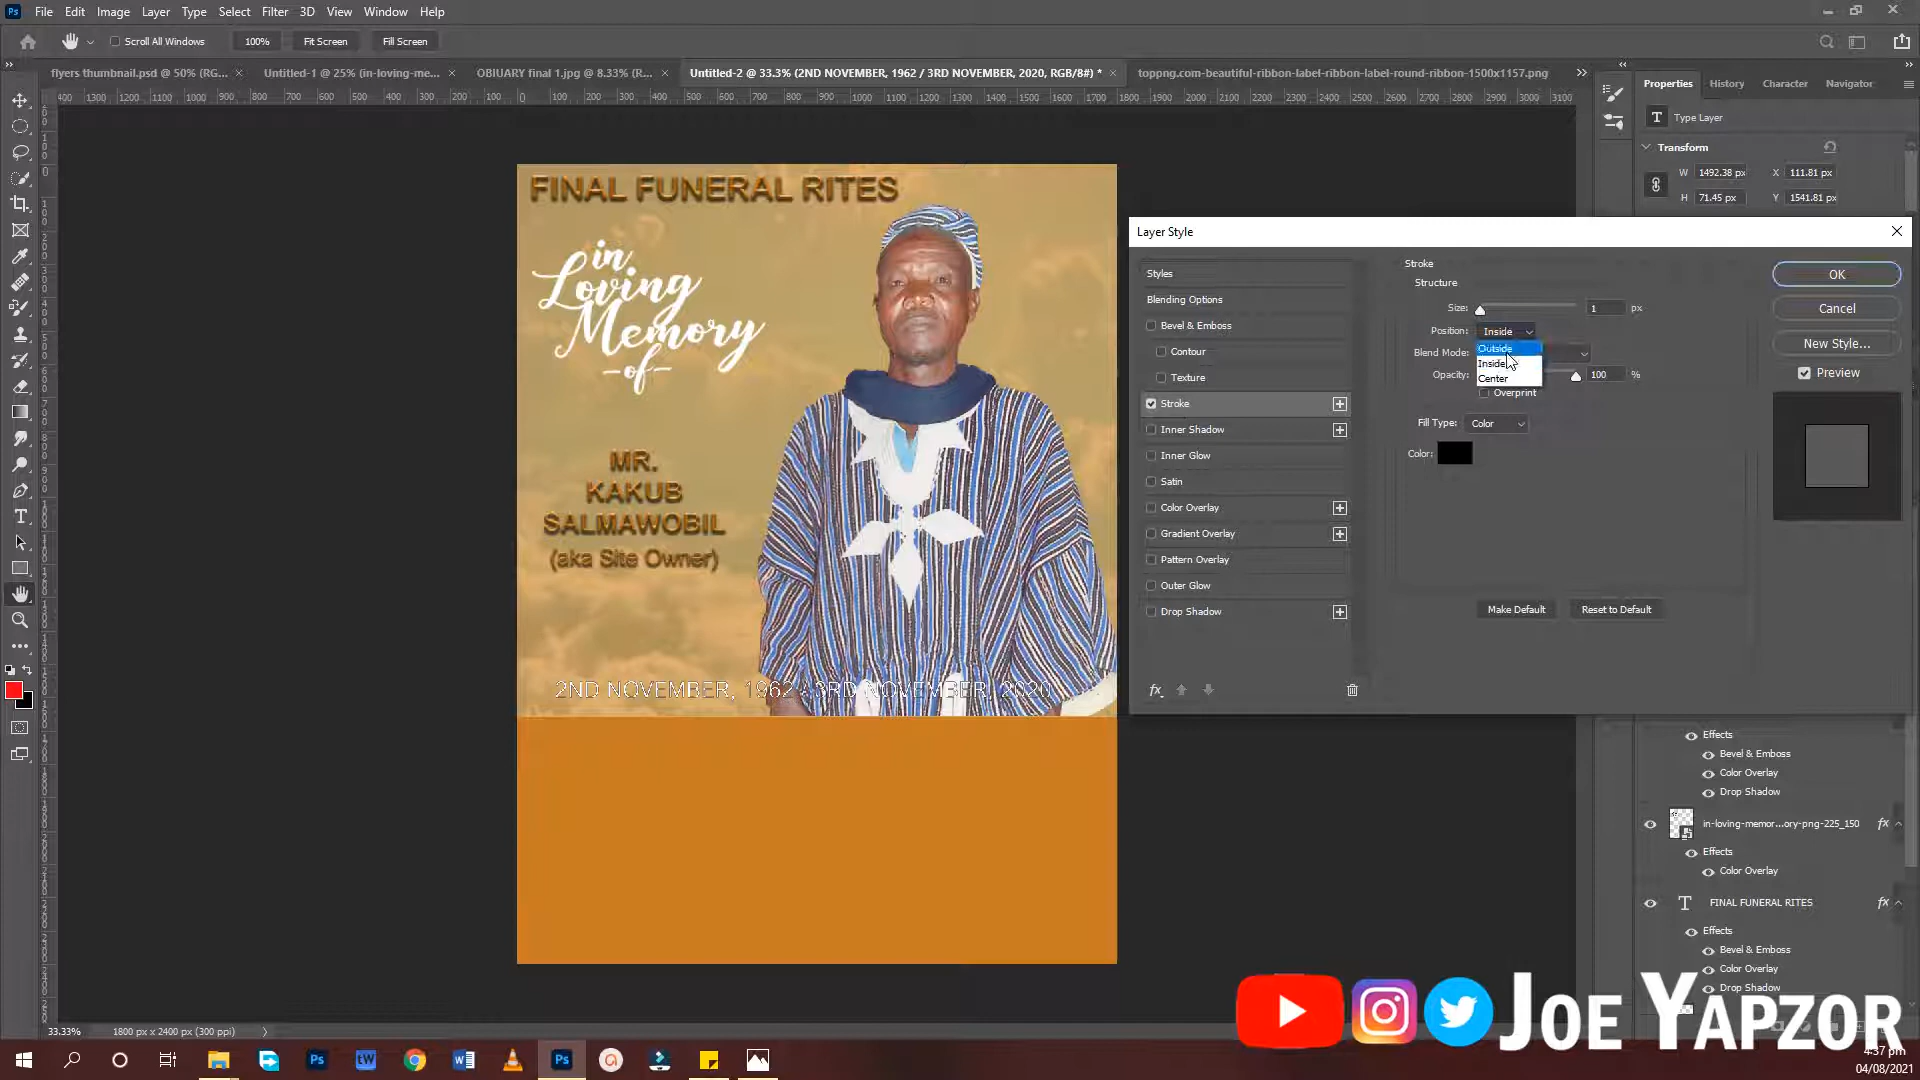 Ps File Edit Image Layer Type Select Filter 3D View Window Help
Scroll All Windows 100% Fit Screen Fill Screen
flyers thumbnail.psd @ 50% (RG... × Untitled-1 @ 25% (in-loving-me... × OBIUARY final 1.jpg @ 8.33% (R... × Untitled-2 @ 33.3% (2ND NOVEMBER, 1962 / 3RD NOVEMBER, 2020, RGB/8#) * × toppng.com-beautiful-ribbon-label-ribbon-label-round-ribbon-1500x1157.png
Properties History Character Navigator
T Type Layer
Transform
W 1492.38 px X 111.81 px
H 71.45 px Y 1541.81 px
FINAL FUNERAL RITES
in
Loving
Memory
-of-
MR.
KAKUB
SALMAWOBIL
(aka Site Owner)
2ND NOVEMBER, 1962 / 3RD NOVEMBER, 2020
Layer Style
Styles
Blending Options
Bevel & Emboss
Contour
Texture
Stroke
Inner Shadow
Inner Glow
Satin
Color Overlay
Gradient Overlay
Pattern Overlay
Outer Glow
Drop Shadow
fx
Stroke
Structure
Size: 1 px
Position: Inside
Outside
Inside
Center
Blend Mode:
Opacity: 100 %
Overprint
Fill Type: Color
Color:
Make Default Reset to Default
OK
Cancel
New Style...
Preview
Effects
Bevel & Emboss
Color Overlay
Drop Shadow
in-loving-memor...ory-png-225_150 fx
Effects
Color Overlay
T FINAL FUNERAL RITES fx
Effects
Bevel & Emboss
Color Overlay
Drop Shadow
JOE YAPZOR
33.33% 1800 px x 2400 px (300 ppi)
4:37 pm
04/08/2021